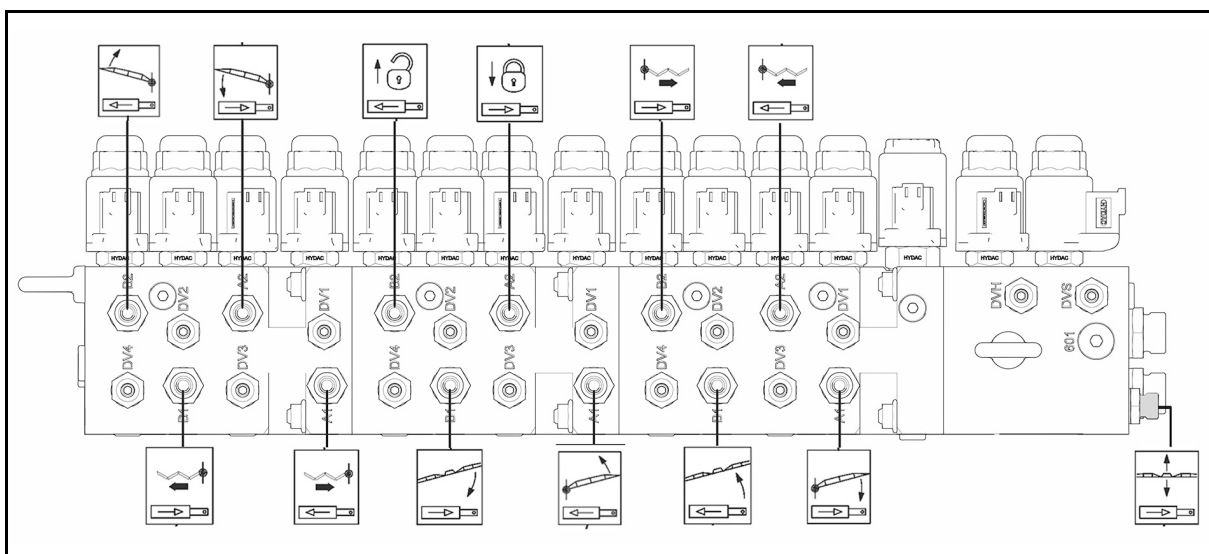 HYDAC
HYDAC HYDAC HYDAC HYDAC HYDAC HYDAC HYDAC HYDAC HYDAC HYDAC HYDAC HYDAC HYDAC HYDAC HYDAC
B2 DV2 A2 DV1 B2 DV2 A2 DV1 B2 DV2 A2 DV1 DVH DVS
DV4 DV3 DV4 DV3 DV4 DV3 601
B1 A1 B1 A1 B1 A1